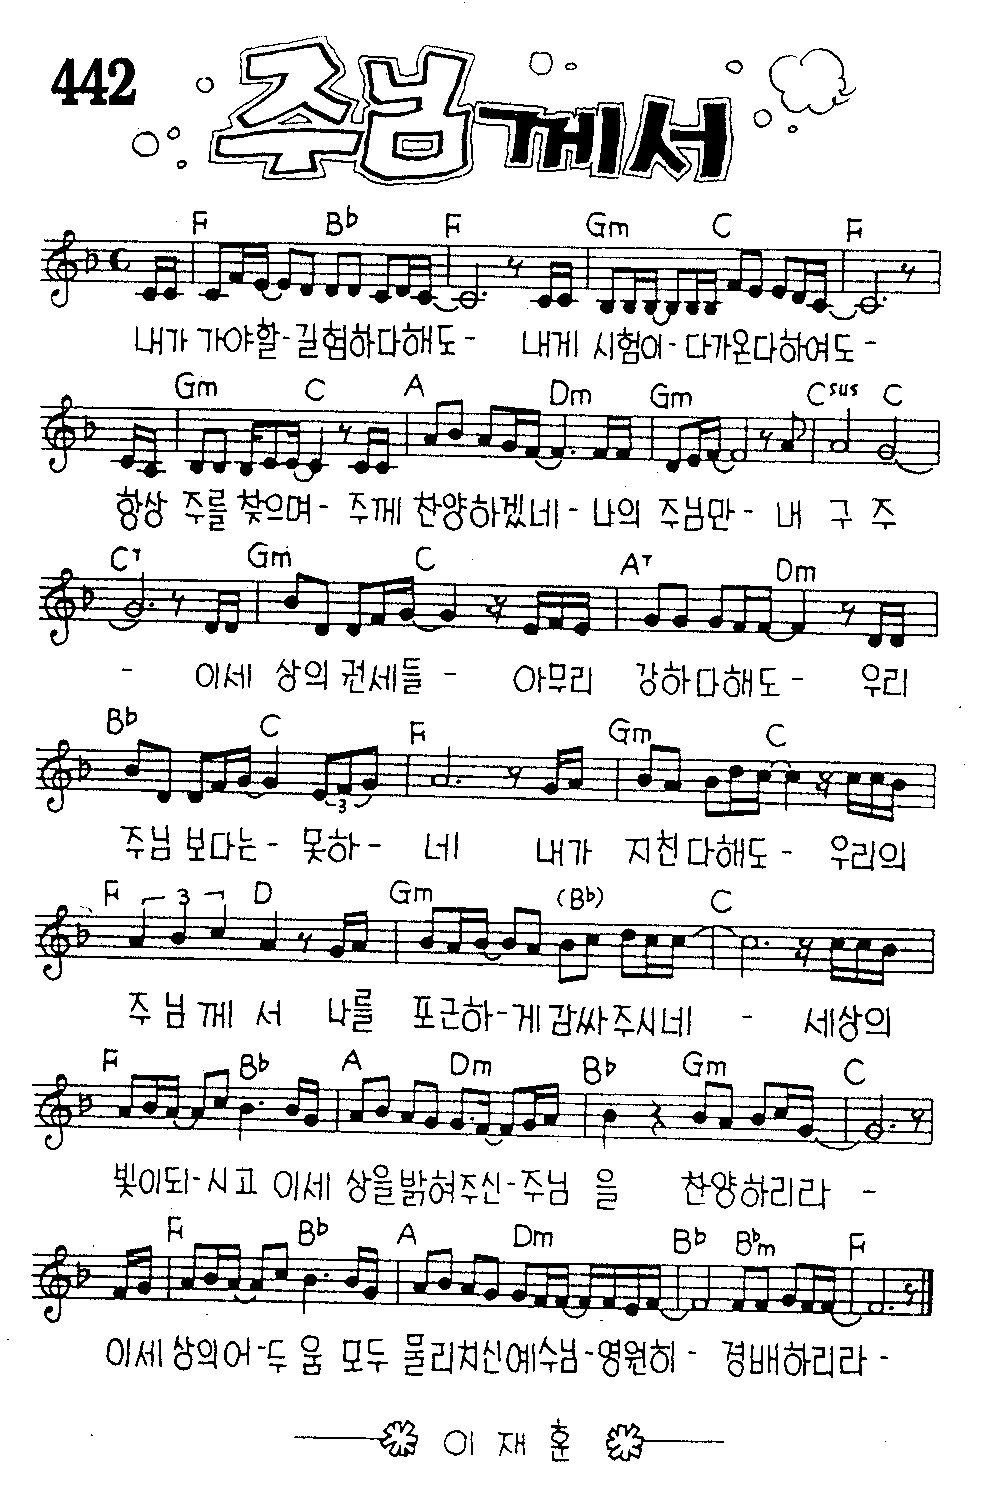 442 주님께서
F Bb F Gm C F
내가 가야할-길험하다해도- 내게 시험이-다가온다하여도-
Gm C A Dm Gm Csus C
항상 주를 찾으며- 주께 찬양하겠네-나의 주님만- 내 구 주
C7 Gm C A7 Dm
- 이세 상의 권세들 - 아무리 강하다해도- 우리
Bb C F Gm C
3
주님 보다는- 못하- 네 내가 지친다해도- 우리의
F 3 D Gm (Bb) C
주 님 께 서 나를 포근하-게감싸주시네 - 세상의
F Bb A Dm Bb Gm C
빛이되-시고 이세 상을밝혀주신-주님 을 찬양하리라 -
F Bb A Dm Bb Bbm F
이세상의어-두 움 모두 물리치신예수님-영원히- 경배하리라-
이 재 훈